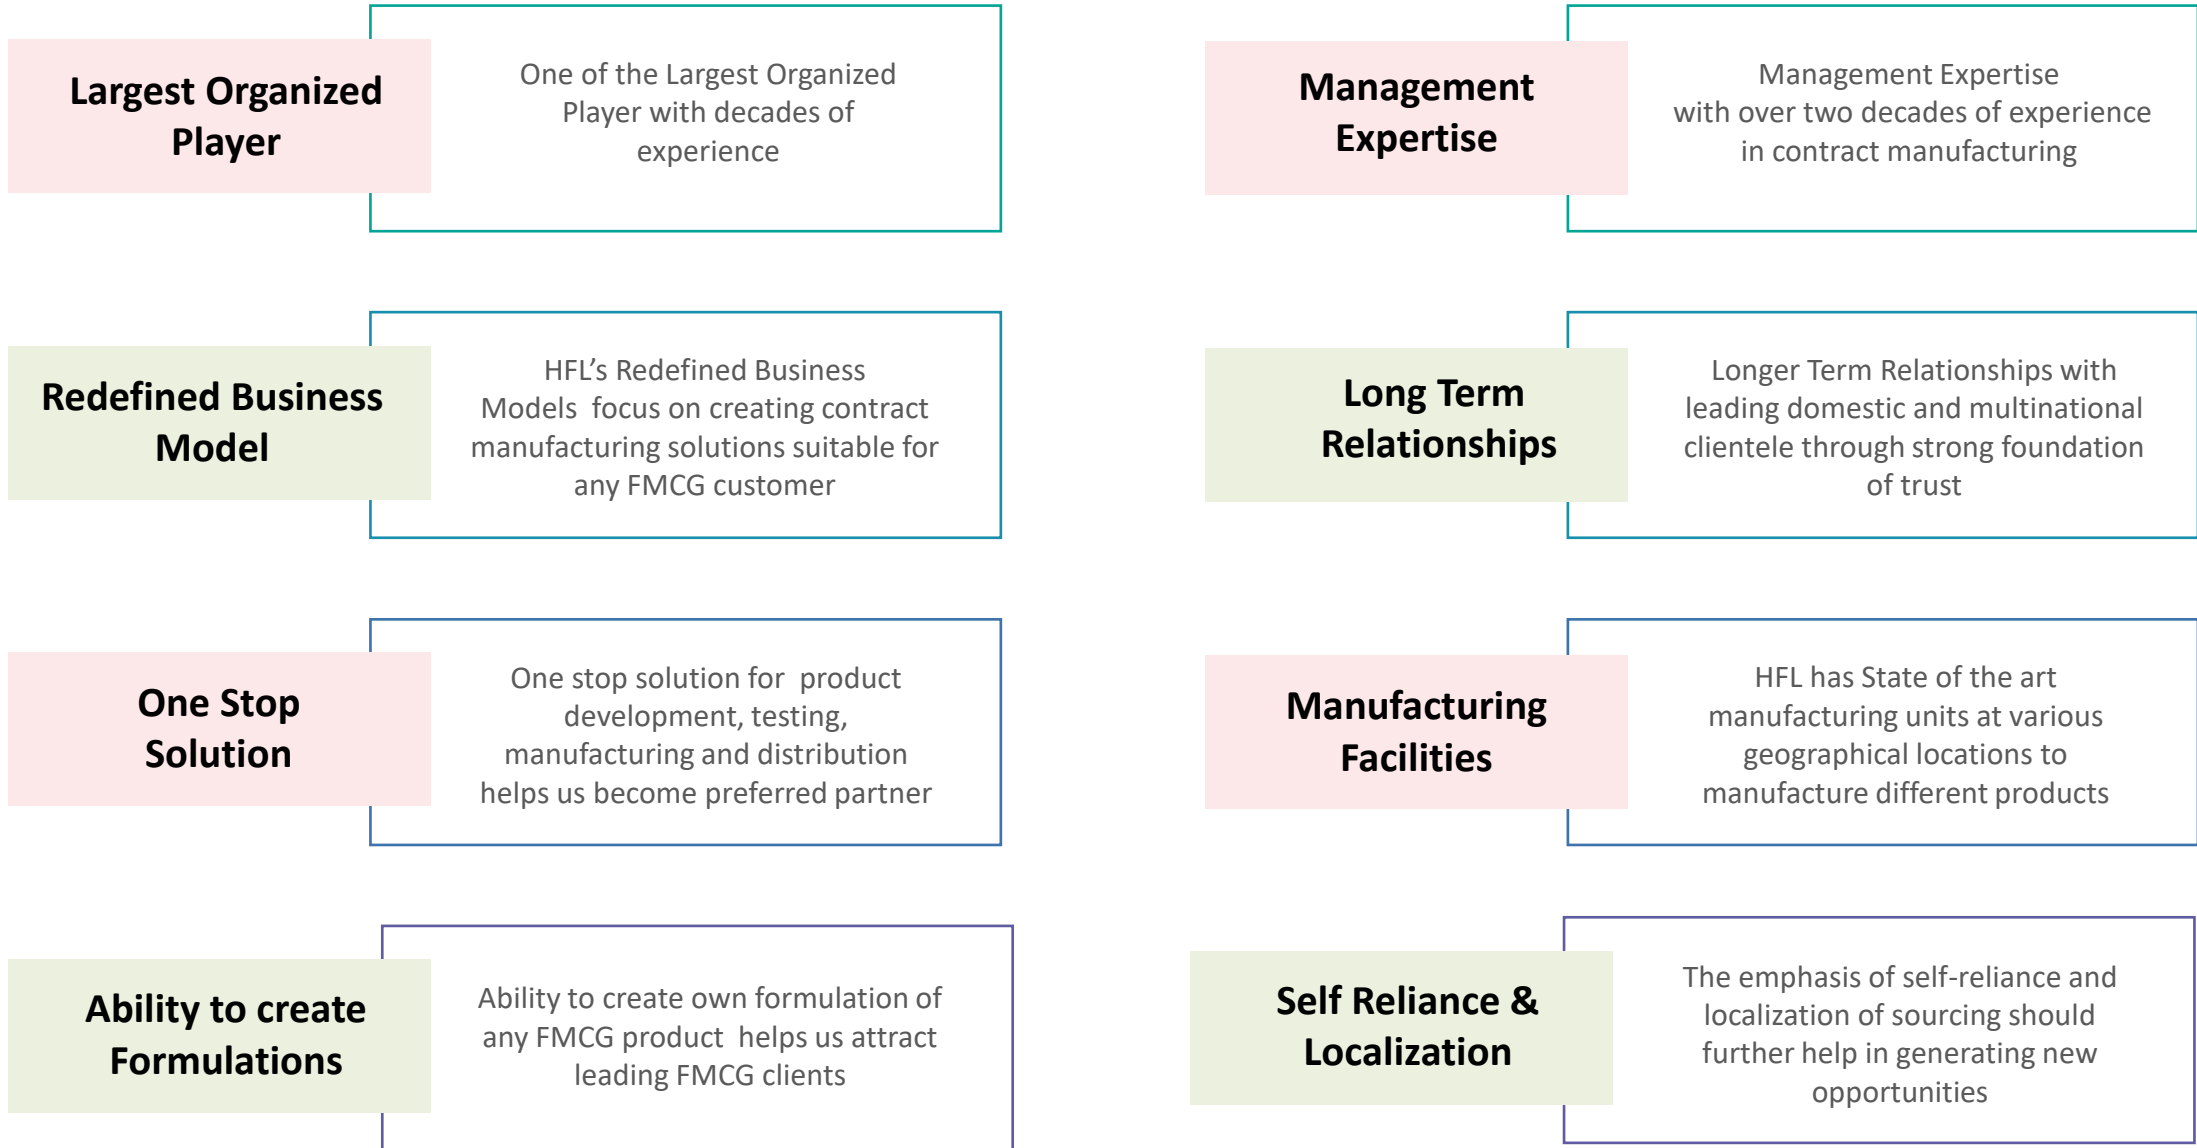 Largest Organized
Player
One of the Largest Organized
Player with decades of
experience
Management
Expertise
Management Expertise
with over two decades of experience
in contract manufacturing
Redefined Business
Model
HFL’s Redefined Business
Models  focus on creating contract
manufacturing solutions suitable for
any FMCG customer
Long Term
Relationships
Longer Term Relationships with
leading domestic and multinational
clientele through strong foundation
of trust
One Stop
Solution
One stop solution for  product
development, testing,
manufacturing and distribution
helps us become preferred partner
Manufacturing
Facilities
HFL has State of the art
manufacturing units at various
geographical locations to
manufacture different products
Ability to create
Formulations
Ability to create own formulation of
any FMCG product  helps us attract
leading FMCG clients
Self Reliance &
Localization
The emphasis of self-reliance and
localization of sourcing should
further help in generating new
opportunities